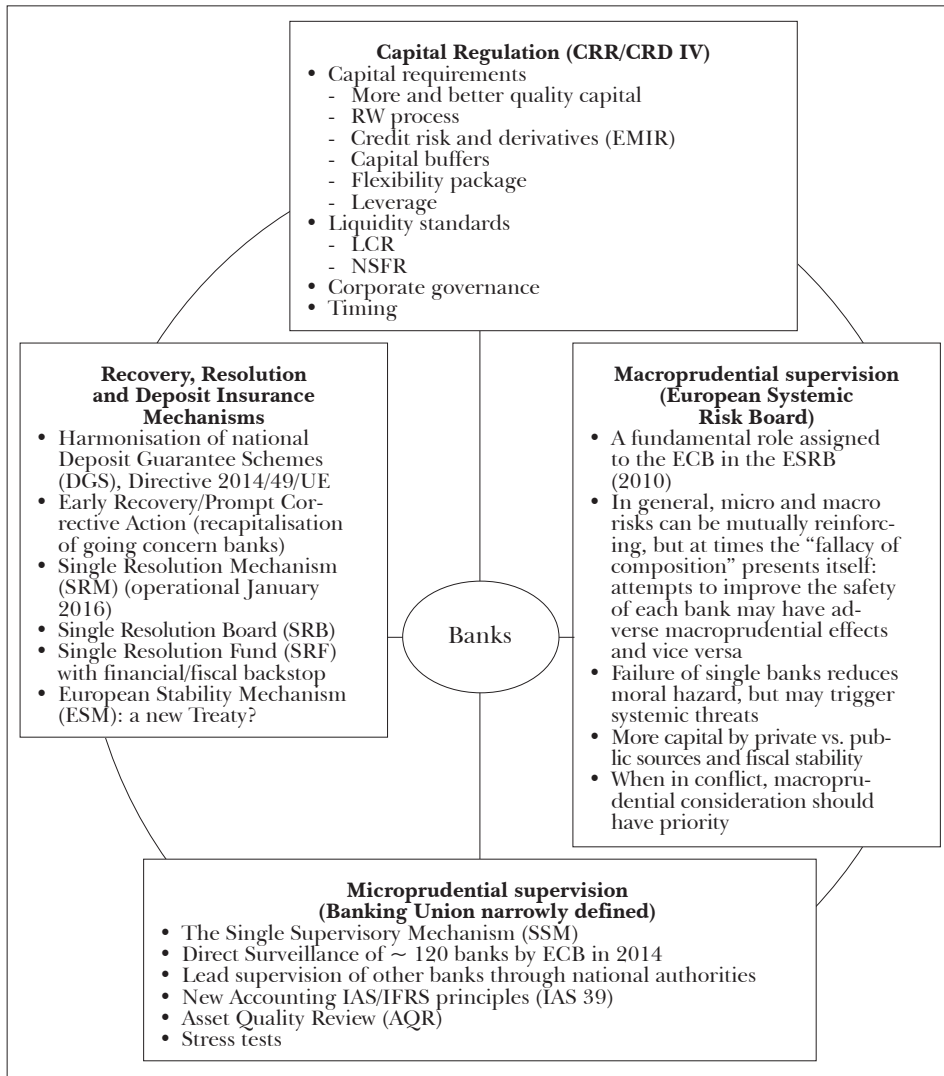 Capital Regulation (CRR/CRD IV)
• Capital requirements
- More and better quality capital
- RW process
- Credit risk and derivatives (EMIR)
- Capital buffers
- Flexibility package
- Leverage
• Liquidity standards
- LCR
- NSFR
• Corporate governance
• Timing
Recovery, Resolution
and Deposit Insurance
Mechanisms
• Harmonisation of national
Deposit Guarantee Schemes
(DGS), Directive 2014/49/UE
• Early Recovery/Prompt Cor-
rective Action (recapitalisation
of going concern banks)
• Single Resolution Mechanism
(SRM) (operational January
2016)
• Single Resolution Board (SRB)
• Single Resolution Fund (SRF)
with financial/fiscal backstop
• European Stability Mechanism
(ESM): a new Treaty?
Banks
Macroprudential supervision
(European Systemic
Risk Board)
• A fundamental role assigned
to the ECB in the ESRB
(2010)
• In general, micro and macro
risks can be mutually reinforc-
ing, but at times the “fallacy of
composition” presents itself:
attempts to improve the safety
of each bank may have ad-
verse macroprudential effects
and vice versa
• Failure of single banks reduces
moral hazard, but may trigger
systemic threats
• More capital by private vs. pub-
lic sources and fiscal stability
• When in conflict, macropru-
dential consideration should
have priority
Microprudential supervision
(Banking Union narrowly defined)
• The Single Supervisory Mechanism (SSM)
• Direct Surveillance of ~ 120 banks by ECB in 2014
• Lead supervision of other banks through national authorities
• New Accounting IAS/IFRS principles (IAS 39)
• Asset Quality Review (AQR)
• Stress tests